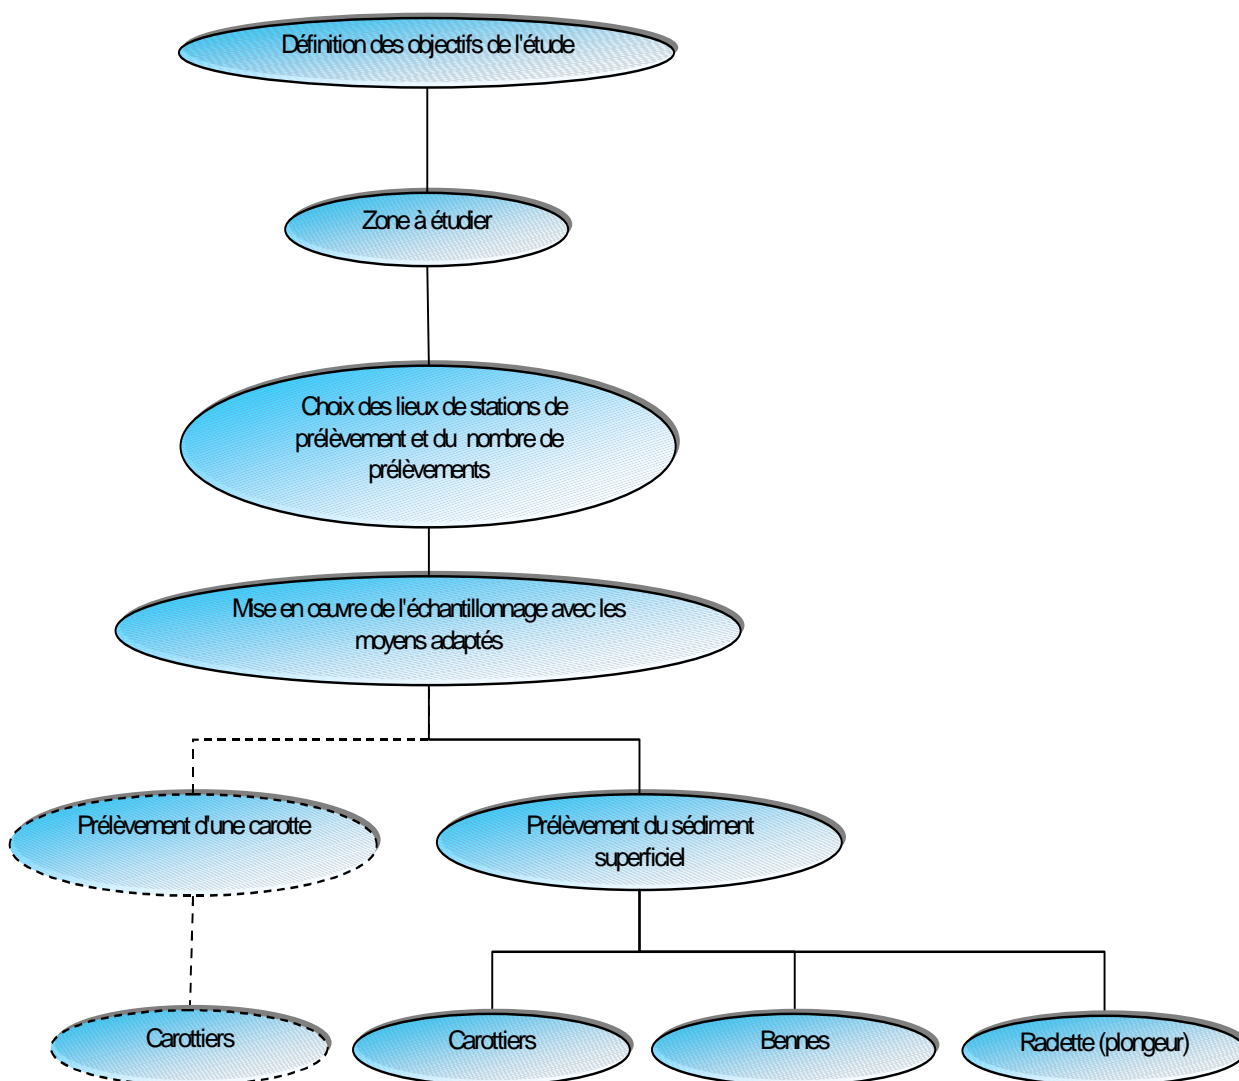 Définition des objectifs de l'étude
Zone à étudier
Choix des lieux de stations de
prélèvement et du nombre de
prélèvements
Mise en œuvre de l'échantillonnage avec les
moyens adaptés
Prélèvement d'une carotte
Prélèvement du sédiment
superficiel
Carottiers
Carottiers
Bennes
Raclette (plongeur)